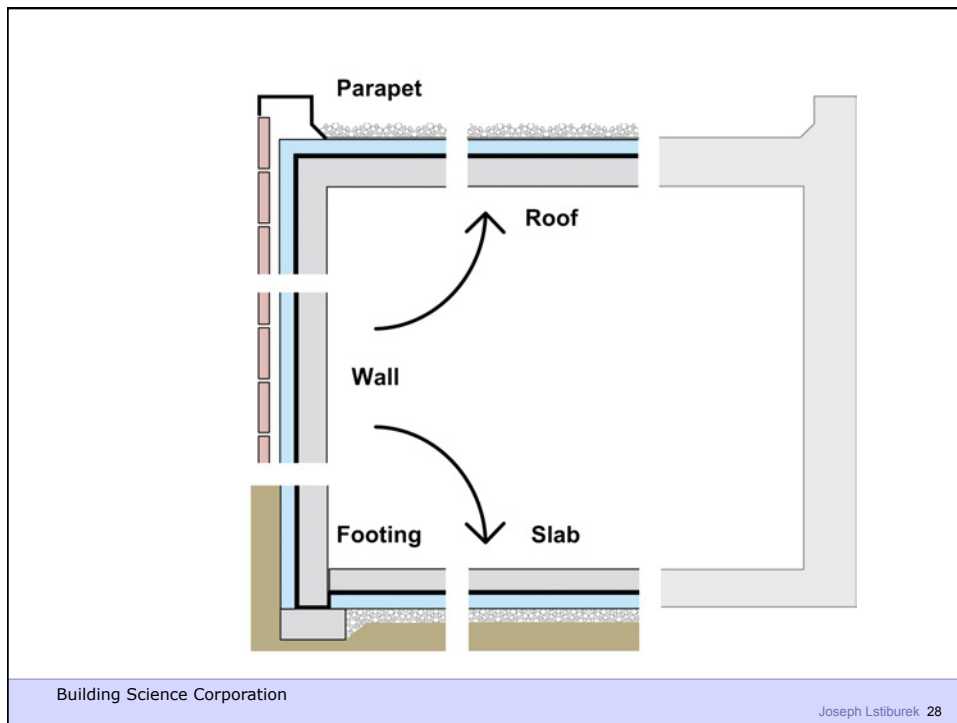 Parapet
Roof
Wall
Footing
Slab
Building Science Corporation
Joseph Lstiburek 28